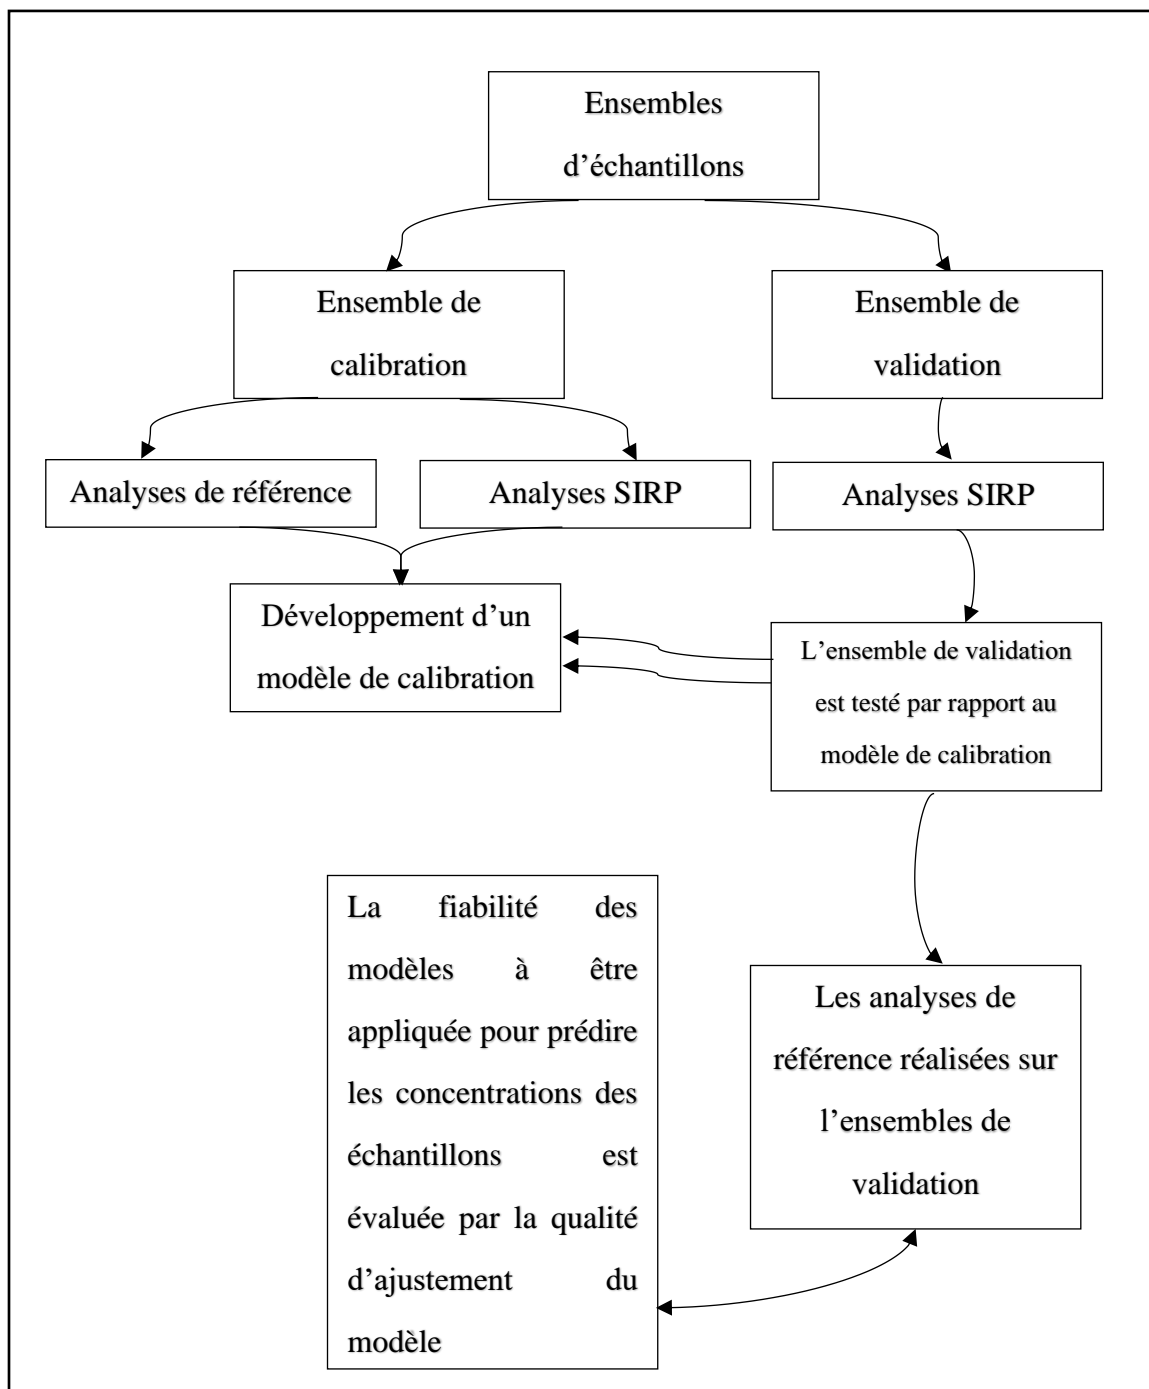 Ensembles
d’échantillons
Ensemble de
calibration
Ensemble de
validation
Analyses de référence
Analyses SIRP
Analyses SIRP
Développement d’un
modèle de calibration
L’ensemble de validation
est testé par rapport au
modèle de calibration
La fiabilité des
modèles à être
appliquée pour prédire
les concentrations des
échantillons est
évaluée par la qualité
d’ajustement du
modèle
Les analyses de
référence réalisées sur
l’ensembles de
validation